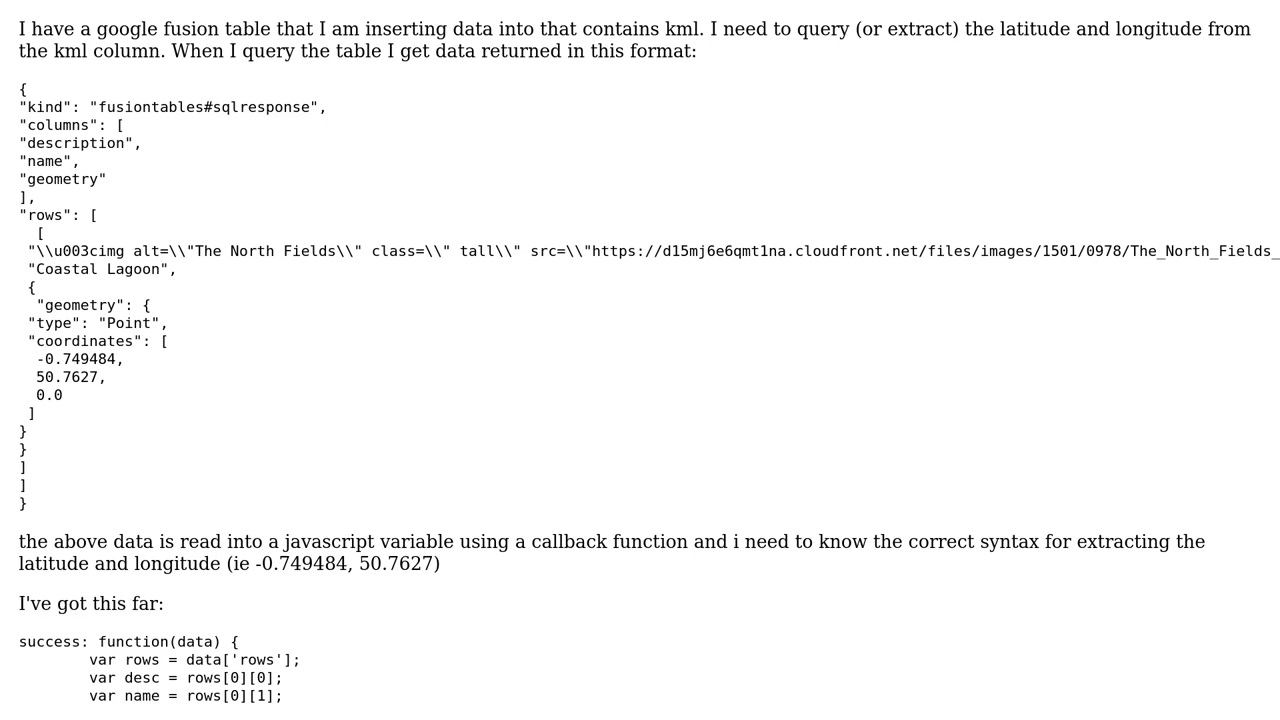 I have a google fusion table that I am inserting data into that contains kml. I need to query (or extract) the latitude and longitude from
the kml column. When I query the table I get data returned in this format:
{
"kind": "fusiontables#sqlresponse",
"columns": [
"description",
"name",
"geometry"
],
"rows": [
[
"\\u003cimg alt=\\"The North Fields\\" class=\\" tall\\" src=\\"https://d15mj6e6qmt1na.cloudfront.net/files/images/1501/0978/The_North_Fields_
"Coastal Lagoon",
{
"geometry": {
"type": "Point",
"coordinates": [
-0.749484,
50.7627,
0.0
]
}
}
]
]
}
the above data is read into a javascript variable using a callback function and i need to know the correct syntax for extracting the
latitude and longitude (ie -0.749484, 50.7627)
I've got this far:
success: function(data) {
var rows = data['rows'];
var desc = rows[0][0];
var name = rows[0][1];